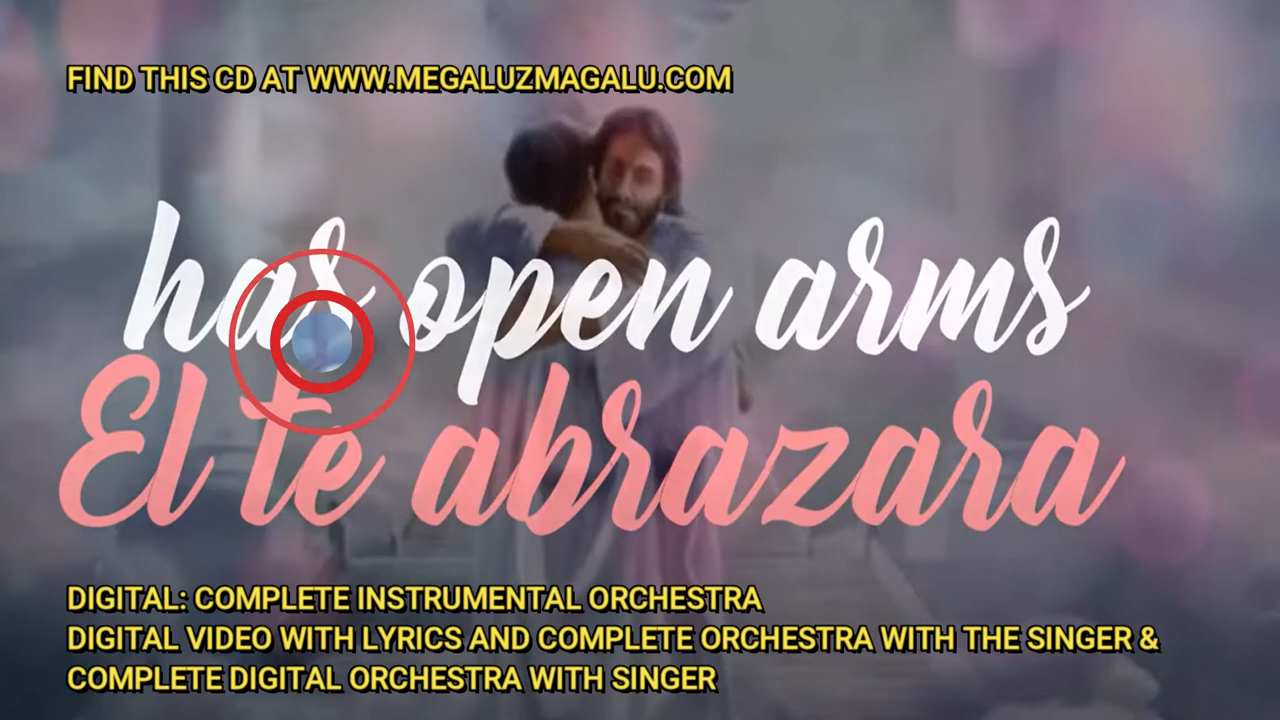 FIND THIS CD AT WWW.MEGALUZMAGALU.COM
has open arms
El te abrazara
DIGITAL: COMPLETE INSTRUMENTAL ORCHESTRA
DIGITAL VIDEO WITH LYRICS AND COMPLETE ORCHESTRA WITH THE SINGER &
COMPLETE DIGITAL ORCHESTRA WITH SINGER